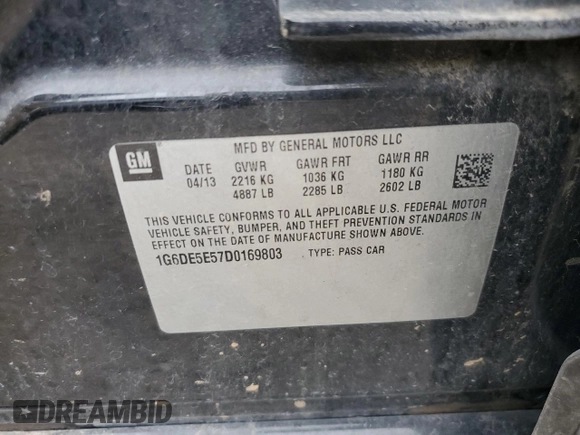 GM
MFD BY GENERAL MOTORS LLC
DATE GVWR GAWR FRT GAWR RR
04/13 2216 KG 1036 KG 1180 KG
4887 LB 2285 LB 2602 LB
THIS VEHICLE CONFORMS TO ALL APPLICABLE U.S. FEDERAL MOTOR
VEHICLE SAFETY, BUMPER, AND THEFT PREVENTION STANDARDS IN
EFFECT ON THE DATE OF MANUFACTURE SHOWN ABOVE.
1G6DE5E57D0169803 TYPE: PASS CAR
DREAMBID